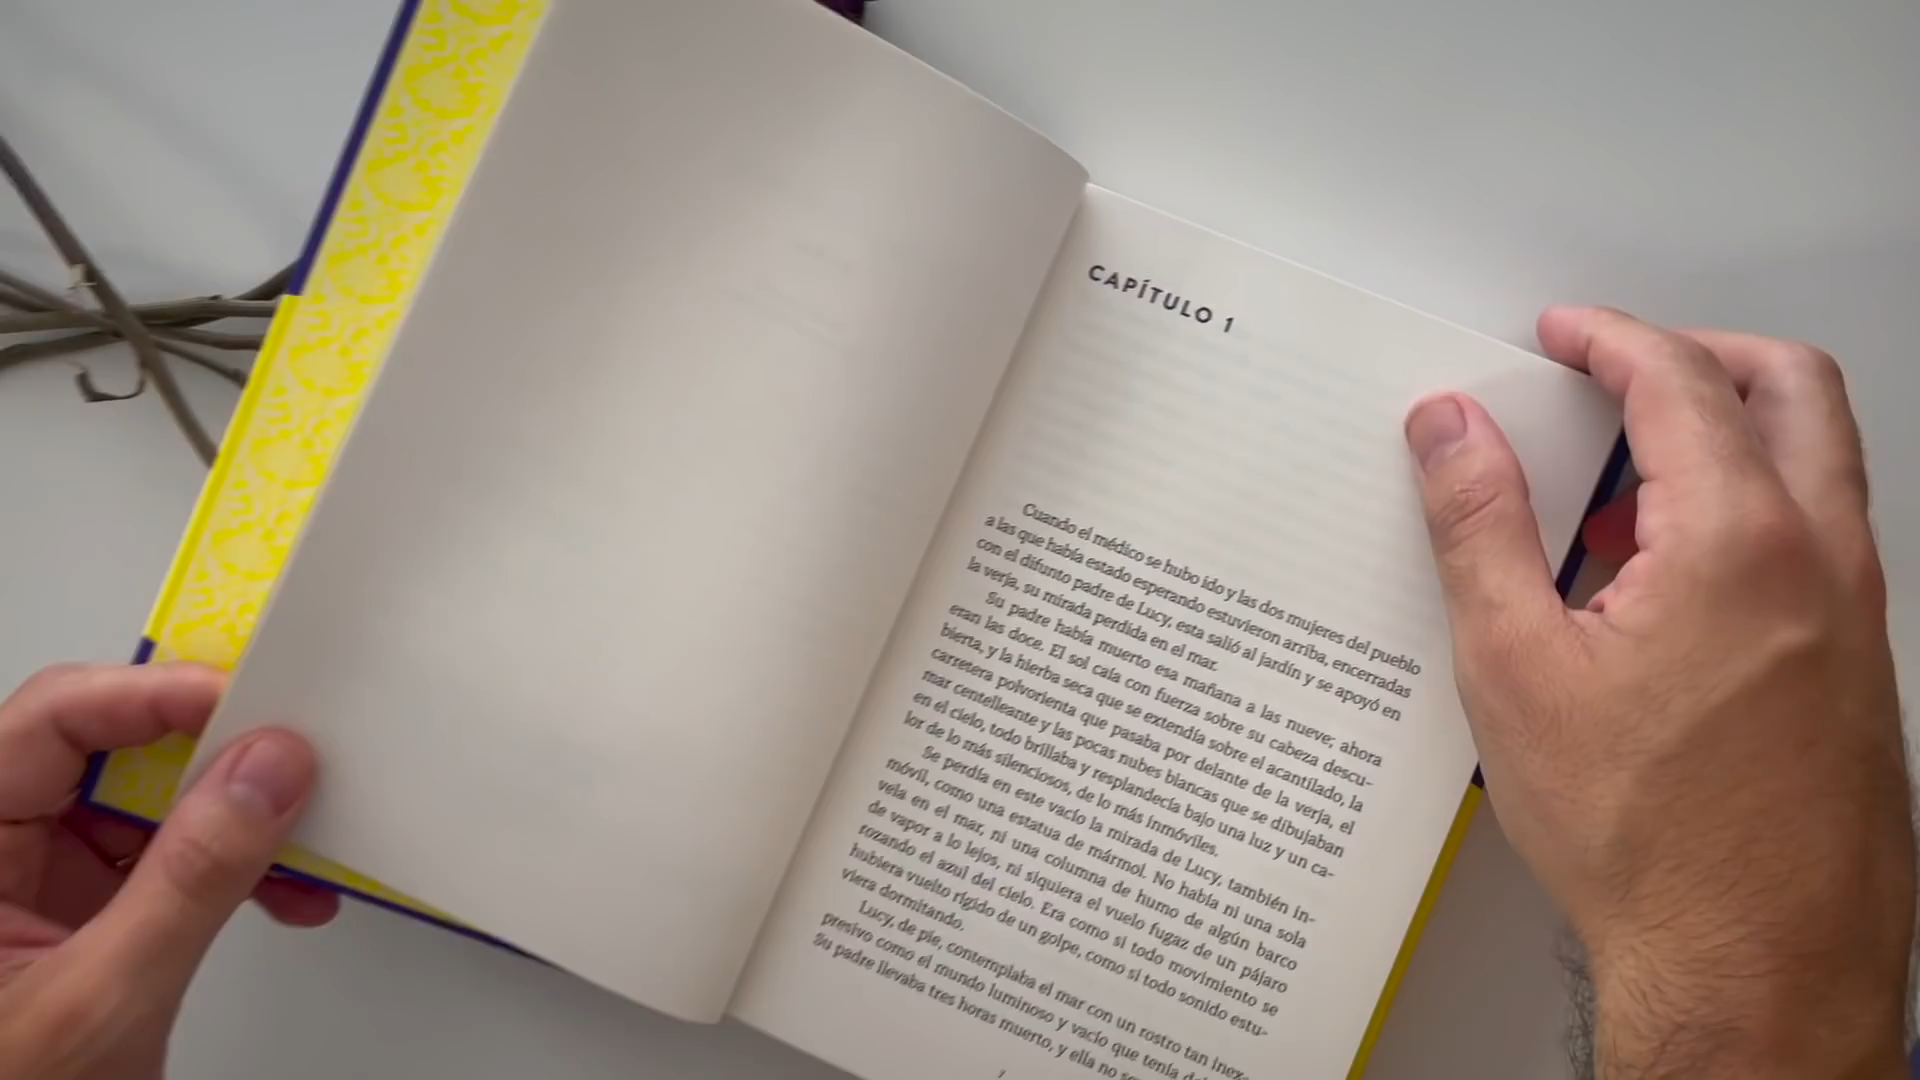 CAPÍTULO 1
Cuando el médico se hubo ido y las dos mujeres del pueblo
a las que había estado esperando estuvieron arriba, encerradas
con el difunto padre de Lucy, esta salió al jardín y se apoyó en
la verja, su mirada perdida en el mar.
Su padre había muerto esa mañana a las nueve; ahora
eran las doce. El sol caía con fuerza sobre su cabeza descu-
bierta, y la hierba seca que se extendía sobre el acantilado, la
carretera polvorienta que pasaba por delante de la verja, el
mar centelleante y las pocas nubes blancas que se dibujaban
en el cielo, todo brillaba y resplandecía bajo una luz y un ca-
lor de lo más silenciosos, de lo más inmóviles.
Se perdía en este vacío la mirada de Lucy, también in-
móvil, como una estatua de mármol. No había ni una sola
vela en el mar, ni una columna de humo de algún barco
de vapor a lo lejos, ni siquiera el vuelo fugaz de un pájaro
rozando el azul del cielo. Era como si todo movimiento se
hubiera vuelto rígido de un golpe, como si todo sonido estu-
viera dormitando.
Lucy, de pie, contemplaba el mar con un rostro tan inex-
presivo como el mundo luminoso y vacío que tenía
Su padre llevaba tres horas muerto, y ella no